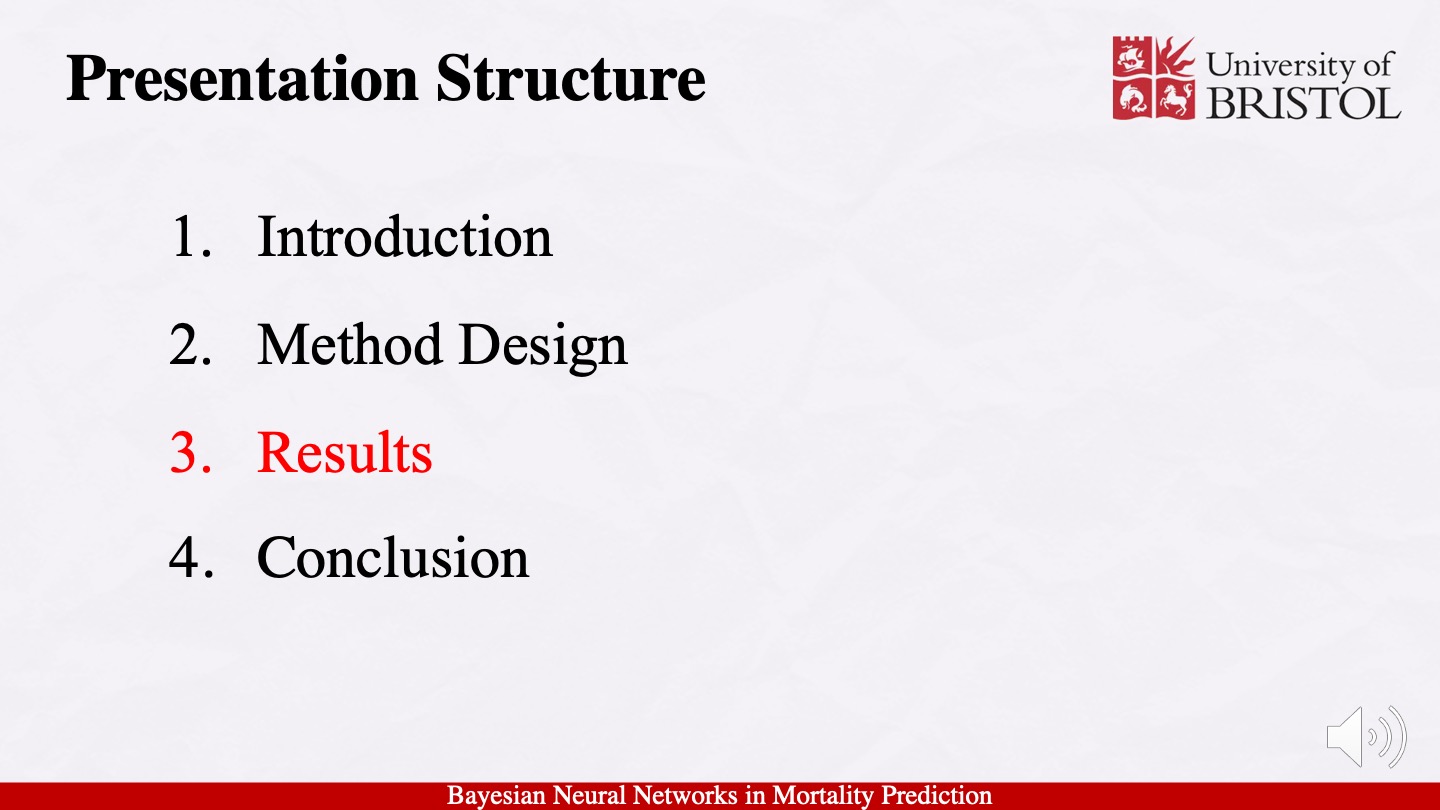 Presentation Structure
University of
BRISTOL
1. Introduction
2. Method Design
3. Results
4. Conclusion
Bayesian Neural Networks in Mortality Prediction